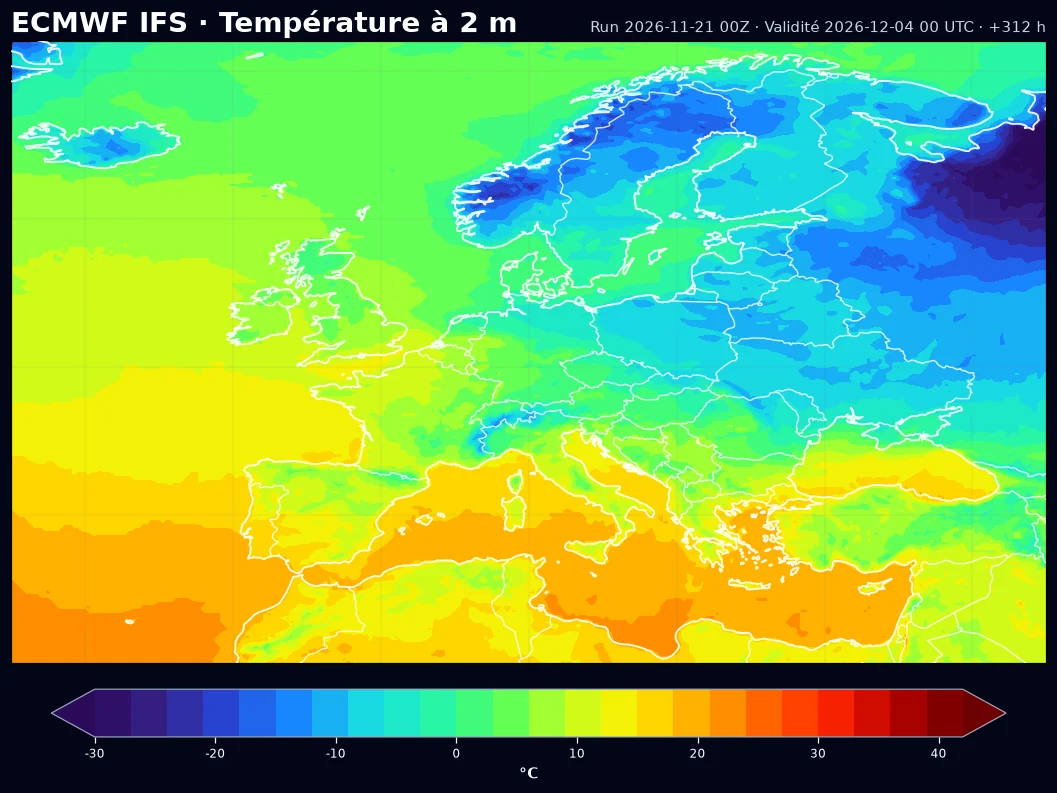 ECMWF IFS · Température à 2 m
Run 2026-11-21 00Z · Validité 2026-12-04 00 UTC · +312 h
-30 -20 -10 0 10 20 30 40
°C